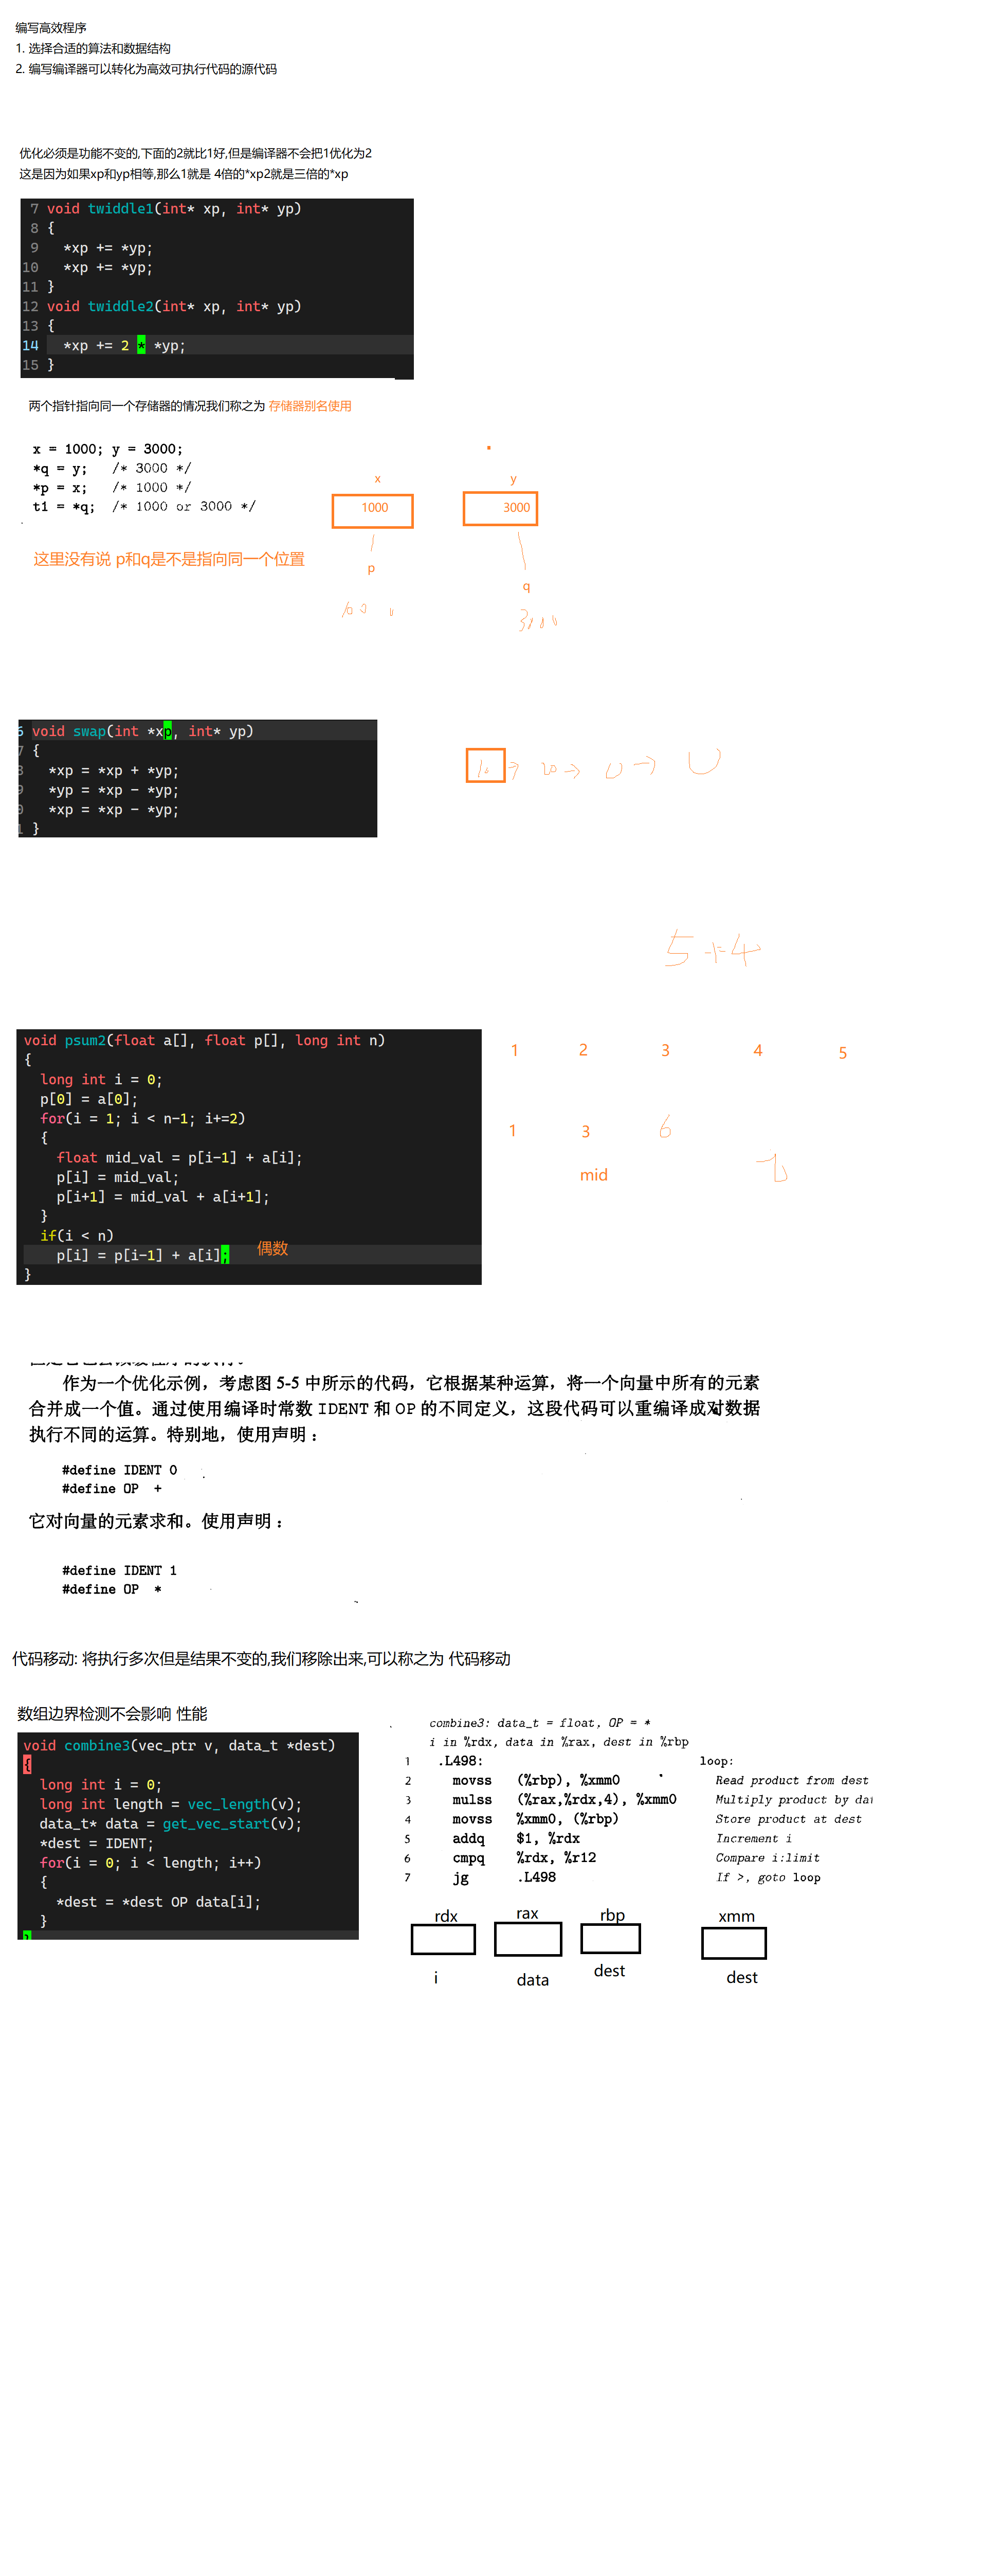 编写高效程序
1. 选择合适的算法和数据结构
2. 编写编译器可以转化为高效可执行代码的源代码
优化必须是功能不变的,下面的2就比1好,但是编译器不会把1优化为2
这是因为如果xp和yp相等,那么1就是 4倍的*xp2就是三倍的*xp
7 void twiddle1(int* xp, int* yp)
8 {
9   *xp += *yp;
10   *xp += *yp;
11 }
12 void twiddle2(int* xp, int* yp)
13 {
14   *xp += 2 * *yp;
15 }
两个指针指向同一个存储器的情况我们称之为 存储器别名使用
x = 1000; y = 3000;
*q = y;   /* 3000 */
*p = x;   /* 1000 */
t1 = *q;  /* 1000 or 3000 */
x
y
1000
3000
这里没有说 p和q是不是指向同一个位置
p
q
6 void swap(int *xp, int* yp)
7 {
8   *xp = *xp + *yp;
9   *yp = *xp - *yp;
0   *xp = *xp - *yp;
1 }
5+4
void psum2(float a[], float p[], long int n)
{
  long int i = 0;
  p[0] = a[0];
  for(i = 1; i < n-1; i+=2)
  {
    float mid_val = p[i-1] + a[i];
    p[i] = mid_val;
    p[i+1] = mid_val + a[i+1];
  }
  if(i < n)
    p[i] = p[i-1] + a[i];
}
偶数
1 2 3 4 5
1 3 6
mid
作为一个优化示例，考虑图 5-5 中所示的代码，它根据某种运算，将一个向量中所有的元素
合并成一个值。通过使用编译时常数 IDENT 和 OP 的不同定义，这段代码可以重编译成对数据
执行不同的运算。特别地，使用声明：
#define IDENT 0
#define OP  +
它对向量的元素求和。使用声明：
#define IDENT 1
#define OP  *
代码移动: 将执行多次但是结果不变的,我们移除出来,可以称之为 代码移动
数组边界检测不会影响 性能
void combine3(vec_ptr v, data_t *dest)
{
  long int i = 0;
  long int length = vec_length(v);
  data_t* data = get_vec_start(v);
  *dest = IDENT;
  for(i = 0; i < length; i++)
  {
    *dest = *dest OP data[i];
  }
}
combine3: data_t = float, OP = *
i in %rdx, data in %rax, dest in %rbp
1 .L498: loop:
2 movss (%rbp), %xmm0 Read product from dest
3 mulss (%rax,%rdx,4), %xmm0 Multiply product by
4 movss %xmm0, (%rbp) Store product at dest
5 addq $1, %rdx Increment i
6 cmpq %rdx, %r12 Compare i:limit
7 jg .L498 If >, goto loop
rdx rax rbp xmm
i data dest dest